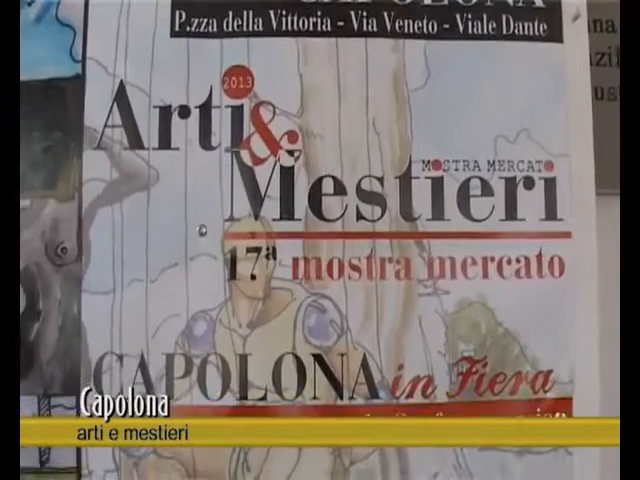 CAPOLONA
P.zza della Vittoria - Via Veneto - Viale Dante
2013
Arti &
MOSTRA MERCATO
Mestieri
17ª mostra mercato
CAPOLONA in Fiera
Capolona
arti e mestieri